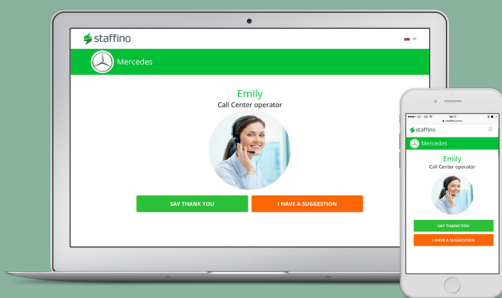 staffino
Mercedes
Emily
Call Center operator
SAY THANK YOU
I HAVE A SUGGESTION
staffino
Mercedes
Emily
Call Center operator
SAY THANK YOU
I HAVE A SUGGESTION